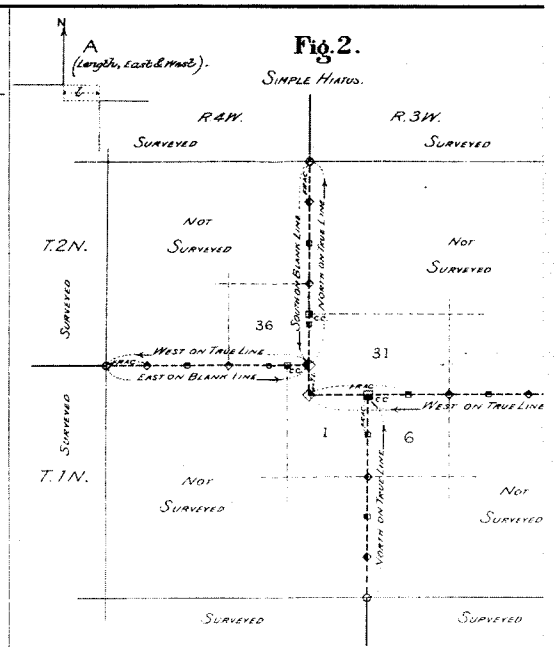 N
A
(Length, East & West).
L
Fig. 2.
SIMPLE HIATUS.
R.4W.
R.3W.
SURVEYED
SURVEYED
FRAC
NOT
SURVEYED
NOT
SURVEYED
T.2N.
SURVEYED
SOUTH ON BLANK LINE
NORTH ON TRUE LINE
C.C.
36
31
WEST ON TRUE LINE
FRAC
C.C.
EAST ON BLANK LINE
FRAC
C.C.
WEST ON TRUE LINE
FRAC
1
6
SURVEYED
T.1N.
NOT
SURVEYED
NORTH ON TRUE LINE
NOT
SURVEYED
SURVEYED
SURVEYED